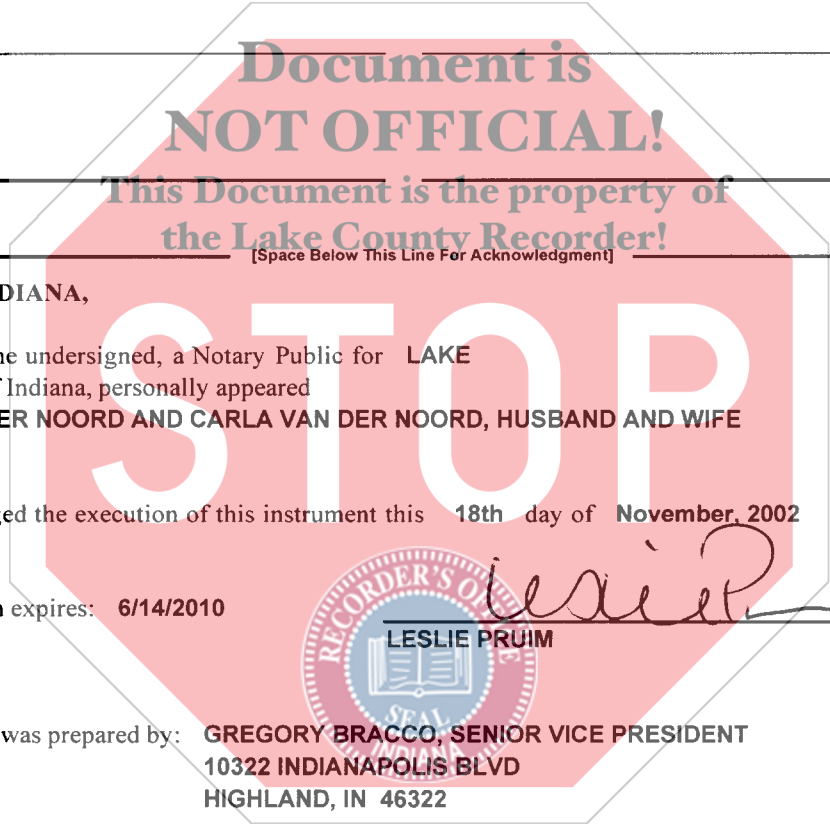 Document is
NOT OFFICIAL!
This Document is the property of
the Lake County Recorder!
[Space Below This Line For Acknowledgment]
DIANA,
ne undersigned, a Notary Public for LAKE
f Indiana, personally appeared
ER NOORD AND CARLA VAN DER NOORD, HUSBAND AND WIFE
STOP
ed the execution of this instrument this 18th day of November, 2002
n expires: 6/14/2010
Leslie P
LESLIE PRUIM
RECORDER'S OFFICE
SEAL
INDIANA
was prepared by: GREGORY BRACCO, SENIOR VICE PRESIDENT
10322 INDIANAPOLIS BLVD
HIGHLAND, IN 46322